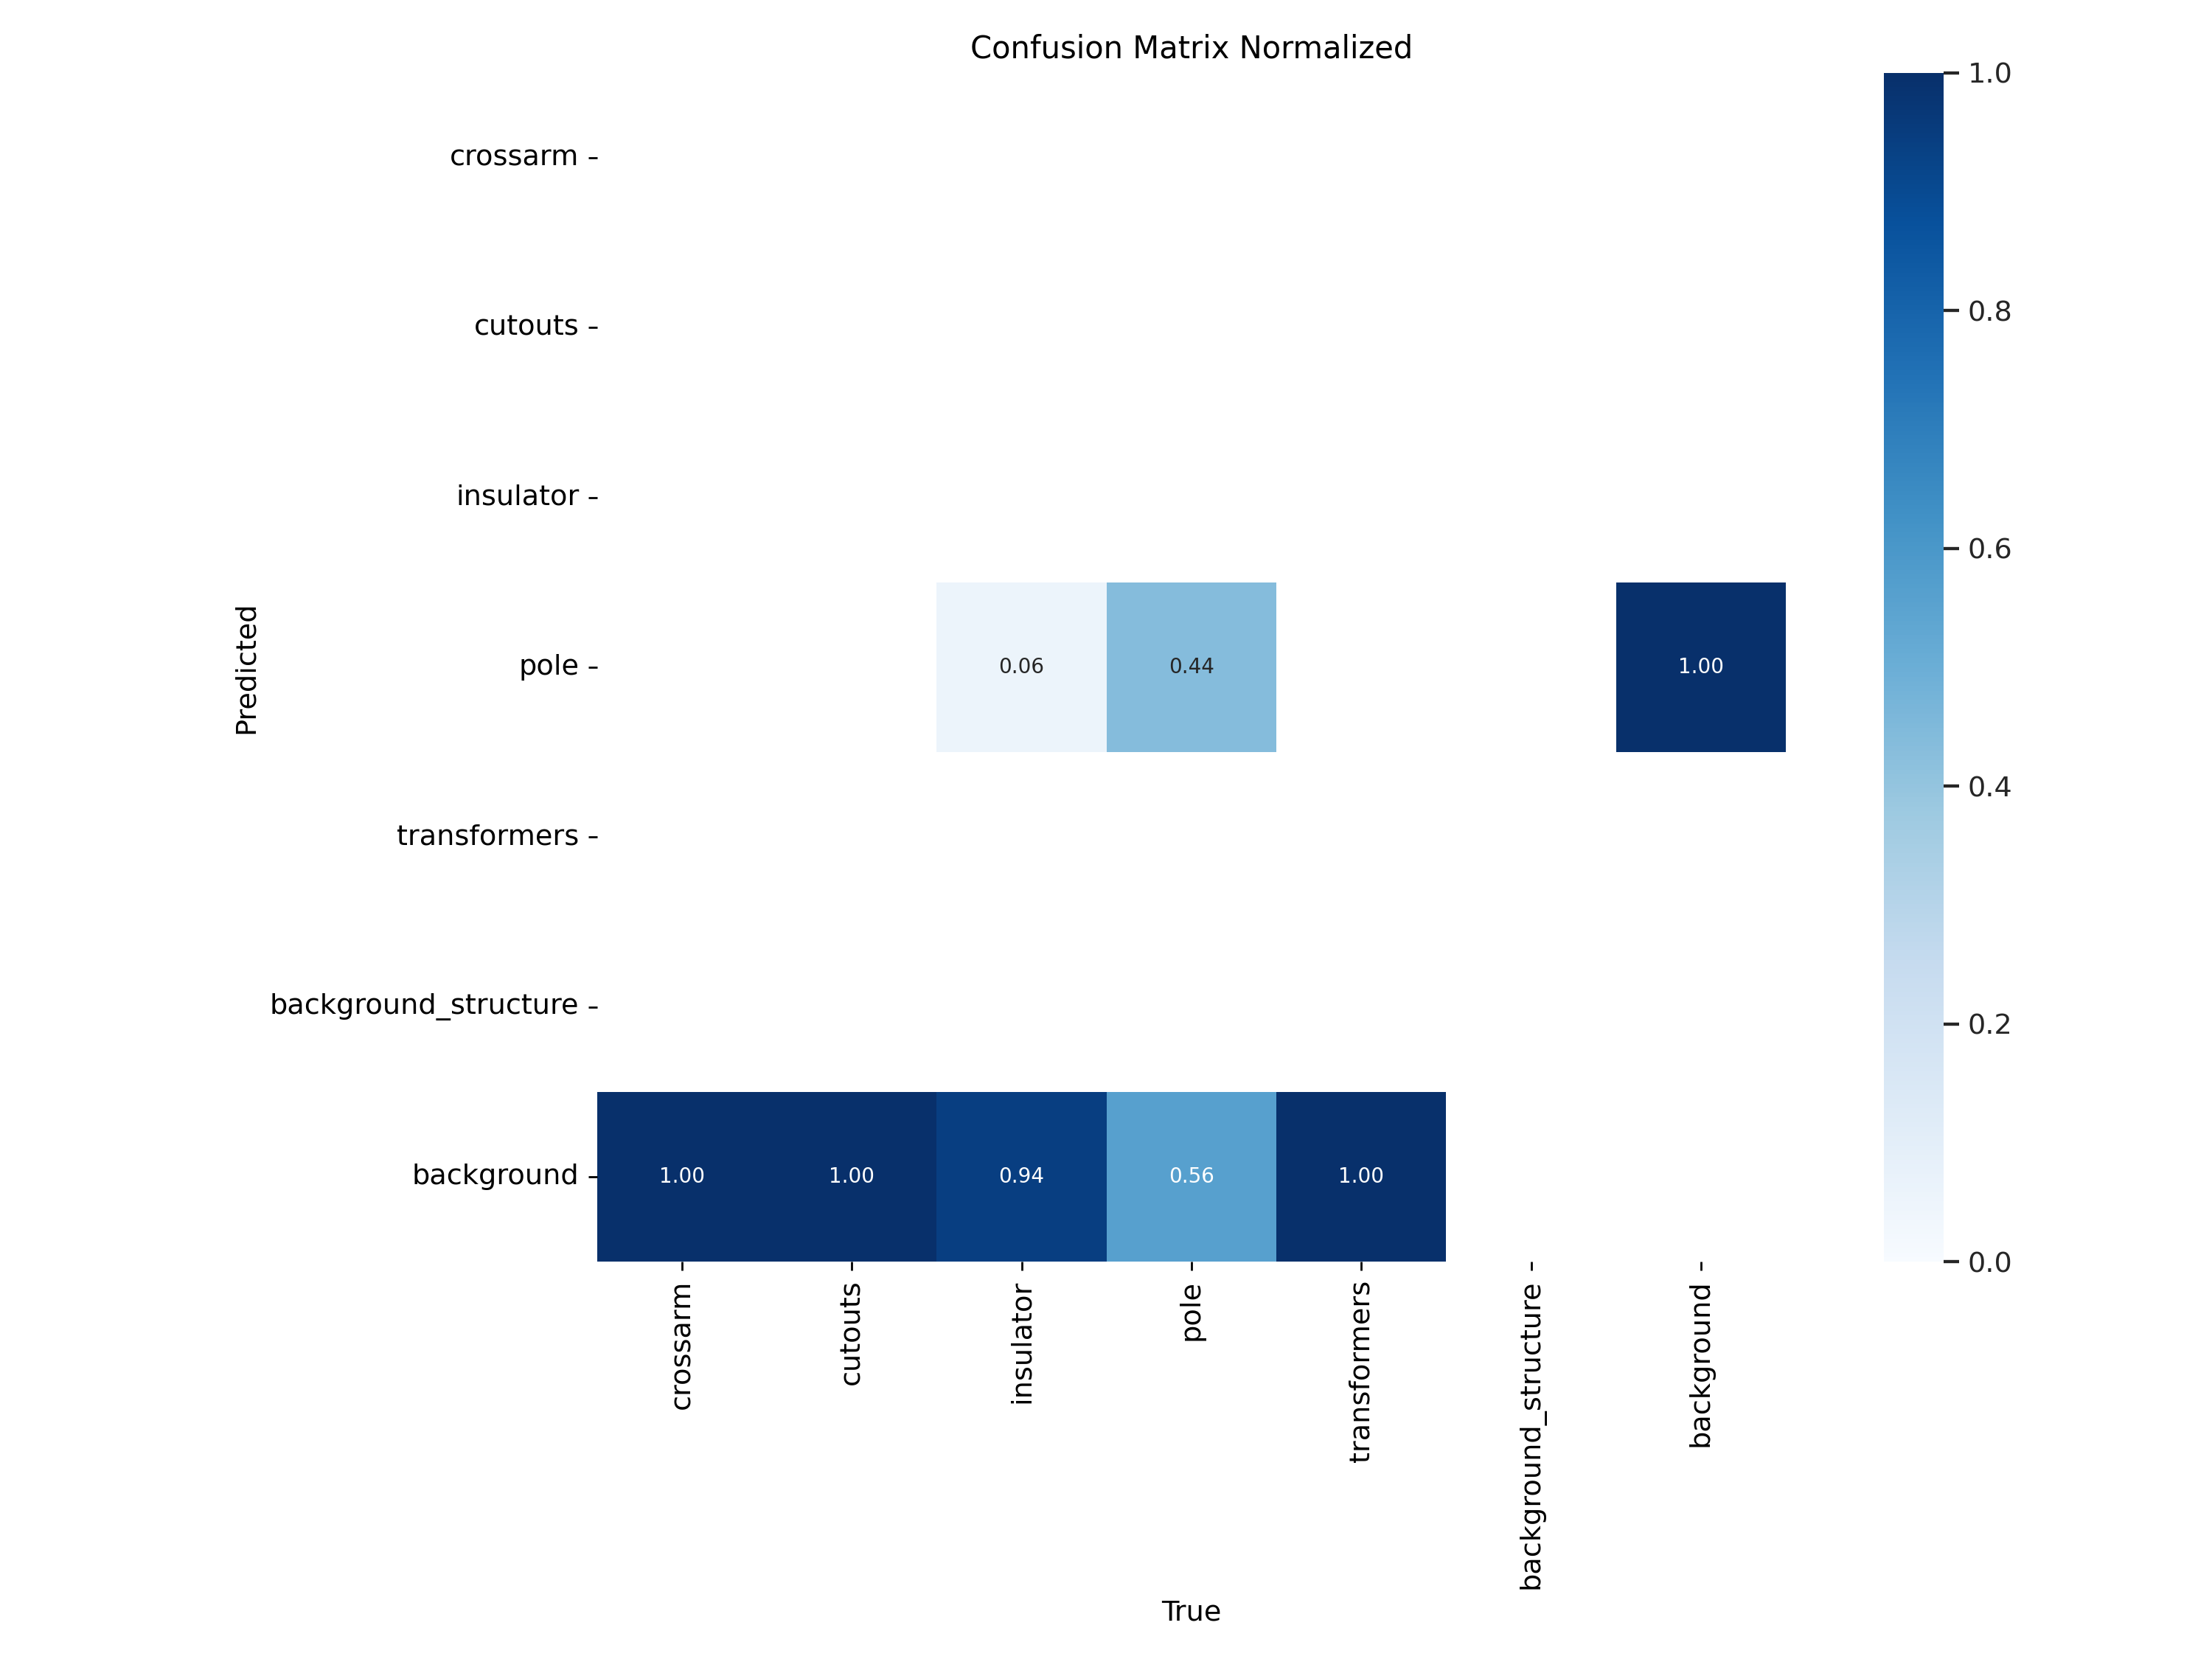 Confusion Matrix Normalized
crossarm
cutouts
insulator
pole
transformers
background_structure
background
Predicted
0.06 0.44 1.00
1.00 1.00 0.94 0.56 1.00
crossarm
cutouts
insulator
pole
transformers
background_structure
background
True
1.0
0.8
0.6
0.4
0.2
0.0